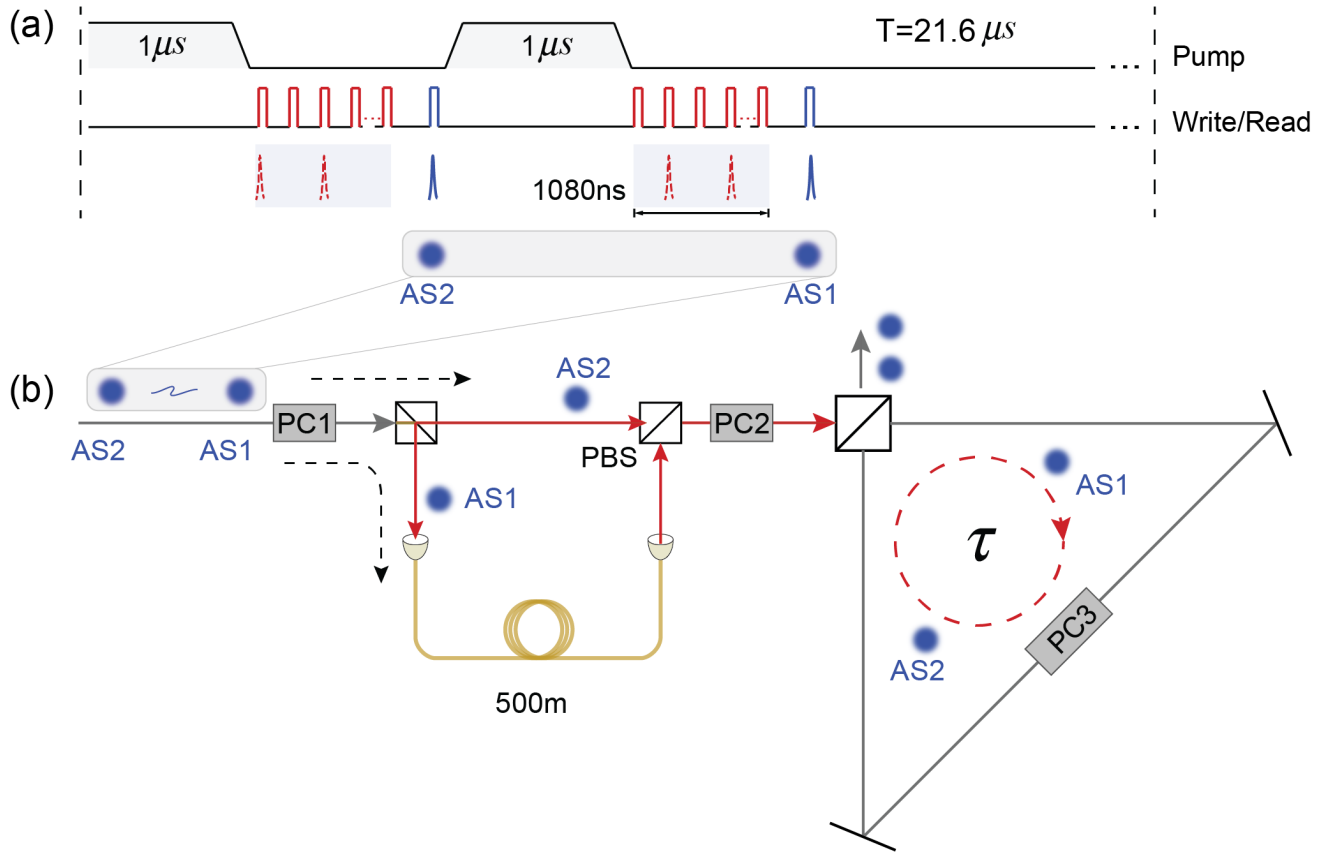 (a)
1μs
1μs
T=21.6 μs
Pump
Write/Read
1080ns
AS2 AS1
(b)
AS2
AS2 AS1
PC1
PBS
PC2
AS1
AS1
τ
PC3
AS2
500m